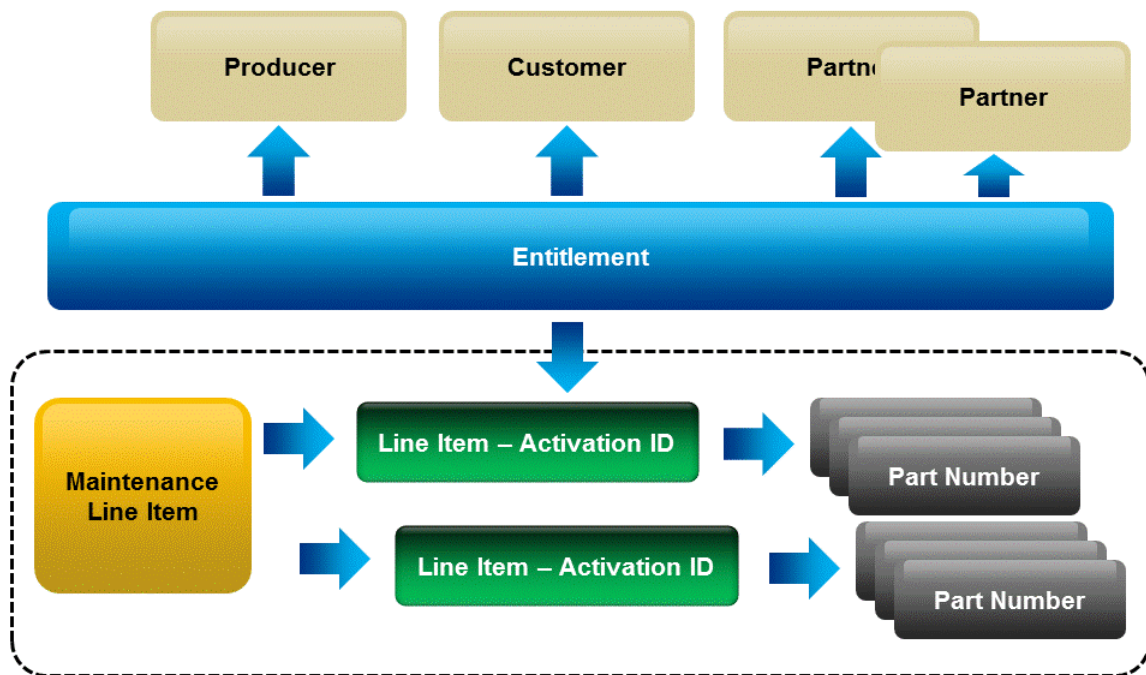 Producer
Customer
Partne
Partner
Entitlement
Maintenance
Line Item
Line Item – Activation ID
Part Number
Line Item – Activation ID
Part Number